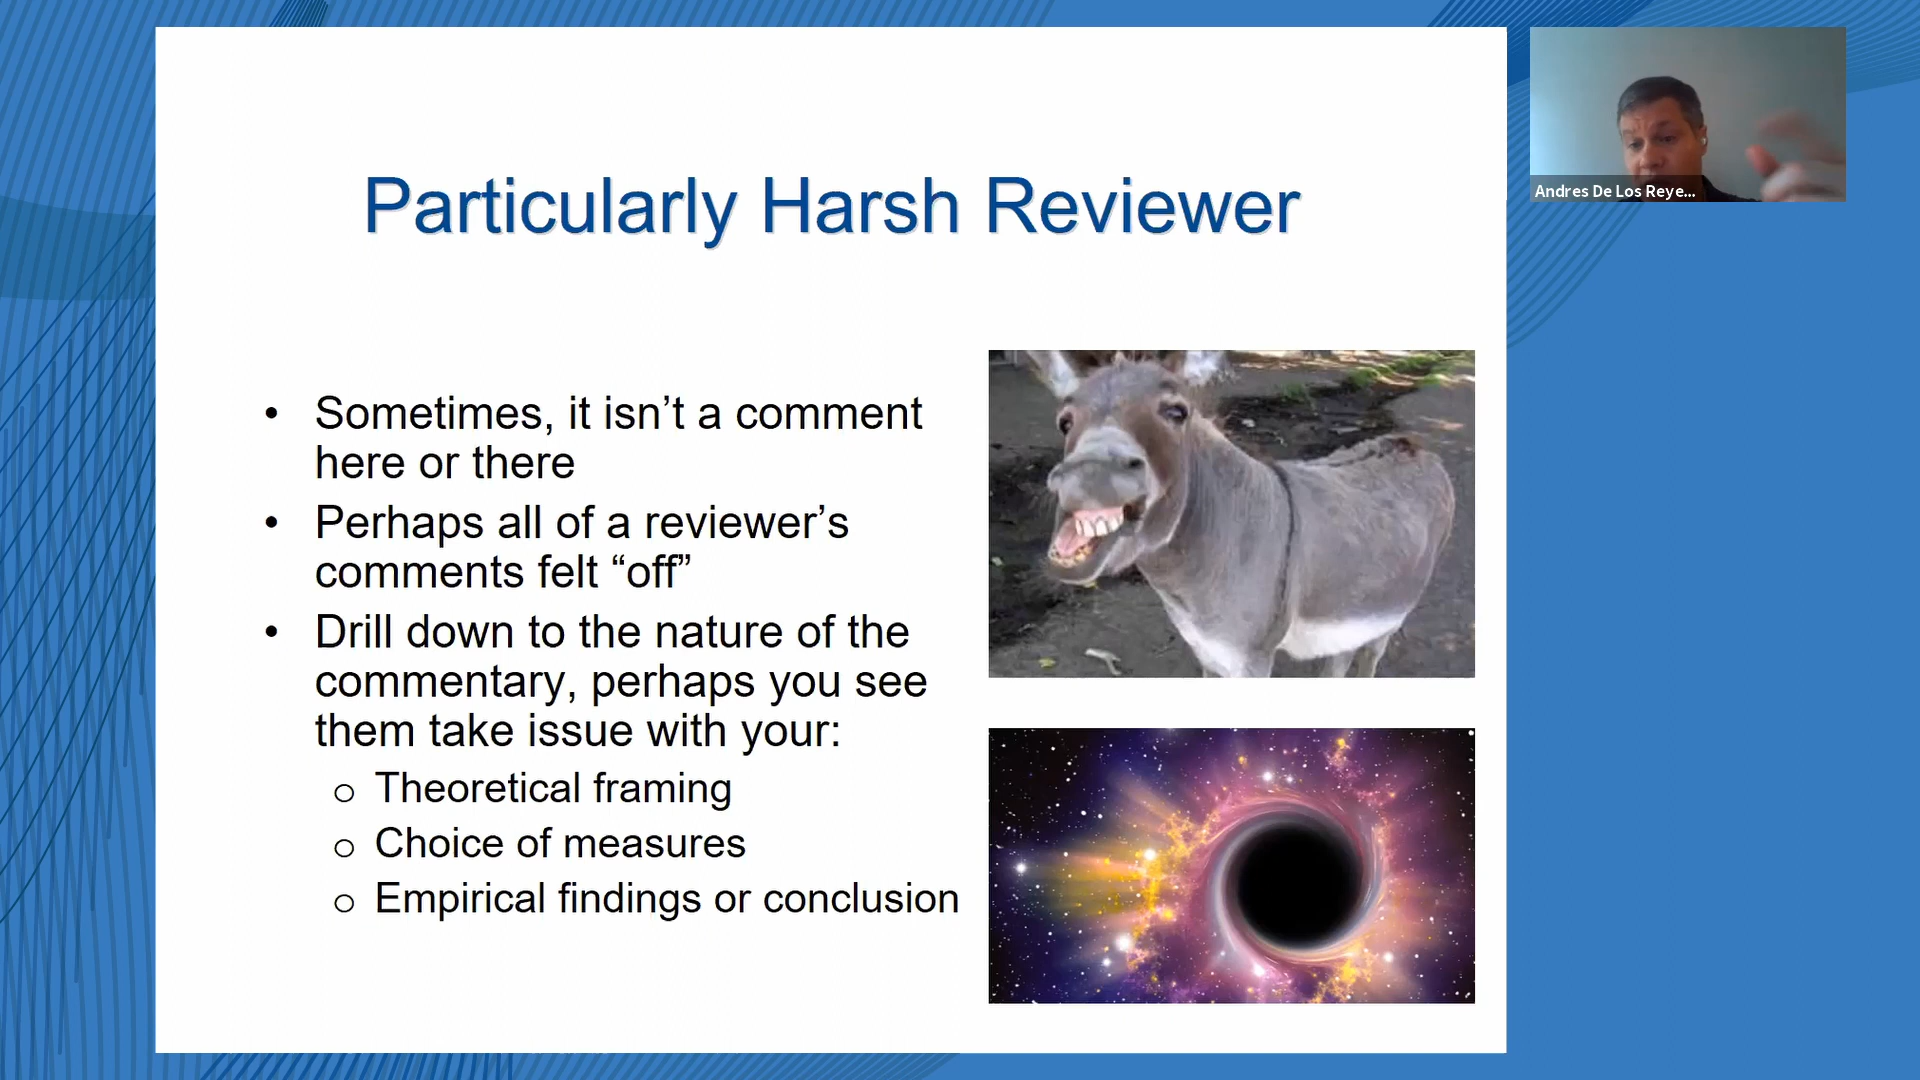 Particularly Harsh Reviewer
• Sometimes, it isn’t a comment
here or there
• Perhaps all of a reviewer’s
comments felt “off”
• Drill down to the nature of the
commentary, perhaps you see
them take issue with your:
o Theoretical framing
o Choice of measures
o Empirical findings or conclusion
Andres De Los Reye...